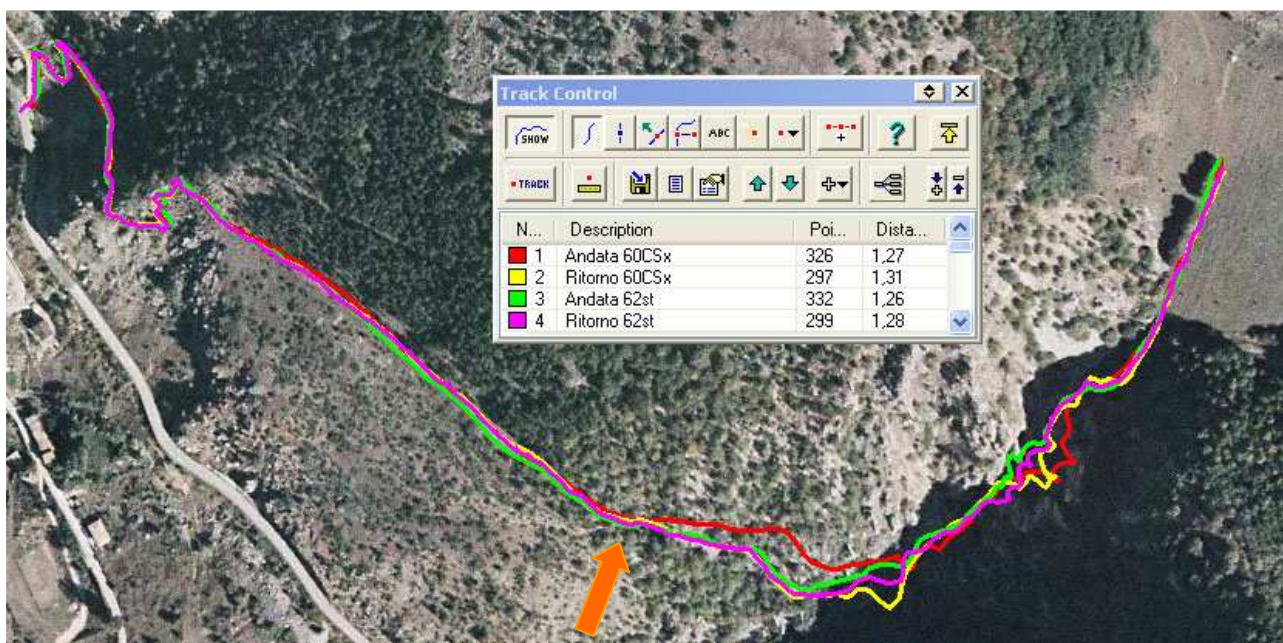 Track Control
SHOW ABC ?
TRACK
N... Description Poi... Dista...
1 Andata 60CSx 326 1,27
2 Ritorno 60CSx 297 1,31
3 Andata 62st 332 1,26
4 Ritorno 62st 299 1,28